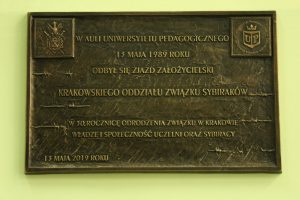 W AULI UNIWERSYTETU PEDAGOGICZNEGO
13 MAJA 1989 ROKU
ODBYŁ SIĘ ZJAZD ZAŁOŻYCIELSKI
KRAKOWSKIEGO ODDZIAŁU ZWIĄZKU SYBIRAKÓW
W 30 ROCZNICĘ ODRODZENIA ZWIĄZKU W KRAKOWIE
WŁADZE I SPOŁECZNOŚĆ UCZELNI ORAZ SYBIRACY
13 MAJA 2019 ROKU